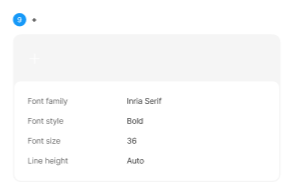 9 +
+
Font family Inria Serif
Font style Bold
Font size 36
Line height Auto